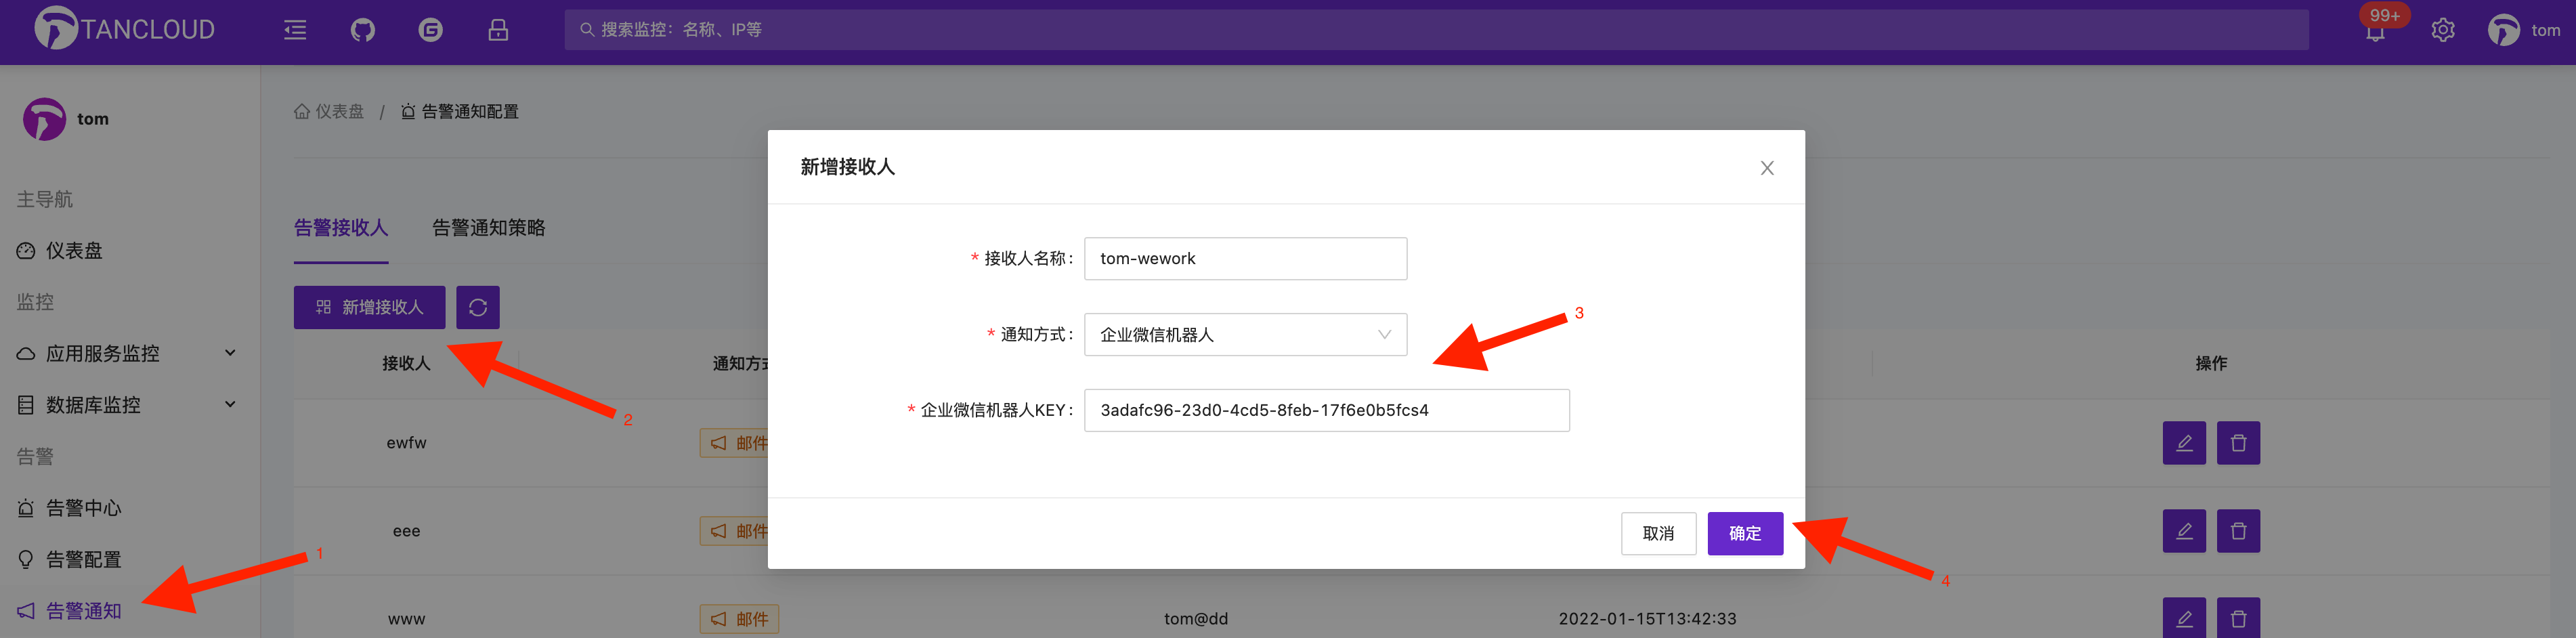 TANCLOUD
搜索监控：名称、IP等
99+
tom
tom
主导航
仪表盘
监控
应用服务监控
数据库监控
告警
告警中心
告警配置
告警通知
1
仪表盘 / 告警通知配置
告警接收人 告警通知策略
新增接收人
2
接收人 通知方式 操作
ewfw 邮件
eee 邮件
www 邮件 tom@dd 2022-01-15T13:42:33
新增接收人
* 接收人名称： tom-wework
* 通知方式： 企业微信机器人
3
* 企业微信机器人KEY： 3adafc96-23d0-4cd5-8feb-17f6e0b5fcs4
取消 确定
4